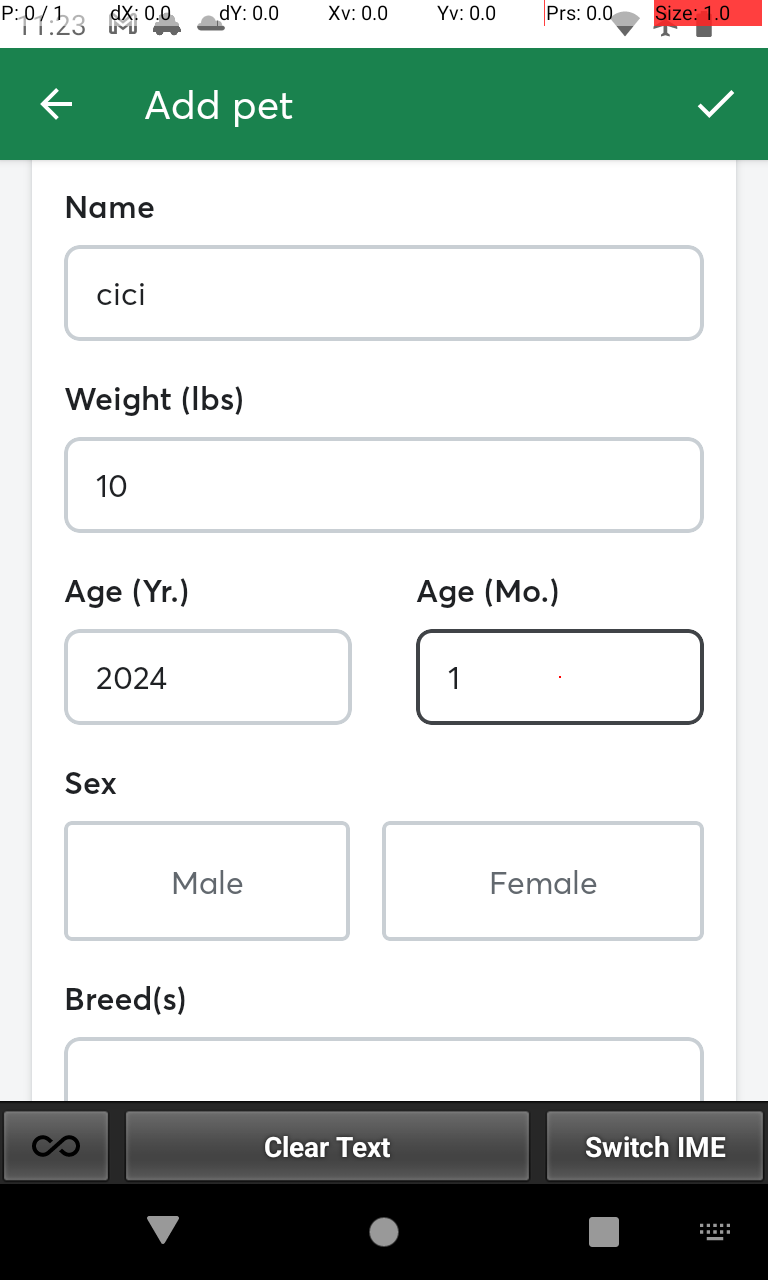 P: 0 / 1 dX: 0.0 dY: 0.0 Xv: 0.0 Yv: 0.0 Prs: 0.0 Size: 1.0
11:23
Add pet
Name
cici
Weight (lbs)
10
Age (Yr.) Age (Mo.)
2024 1
Sex
Male Female
Breed(s)
Clear Text Switch IME